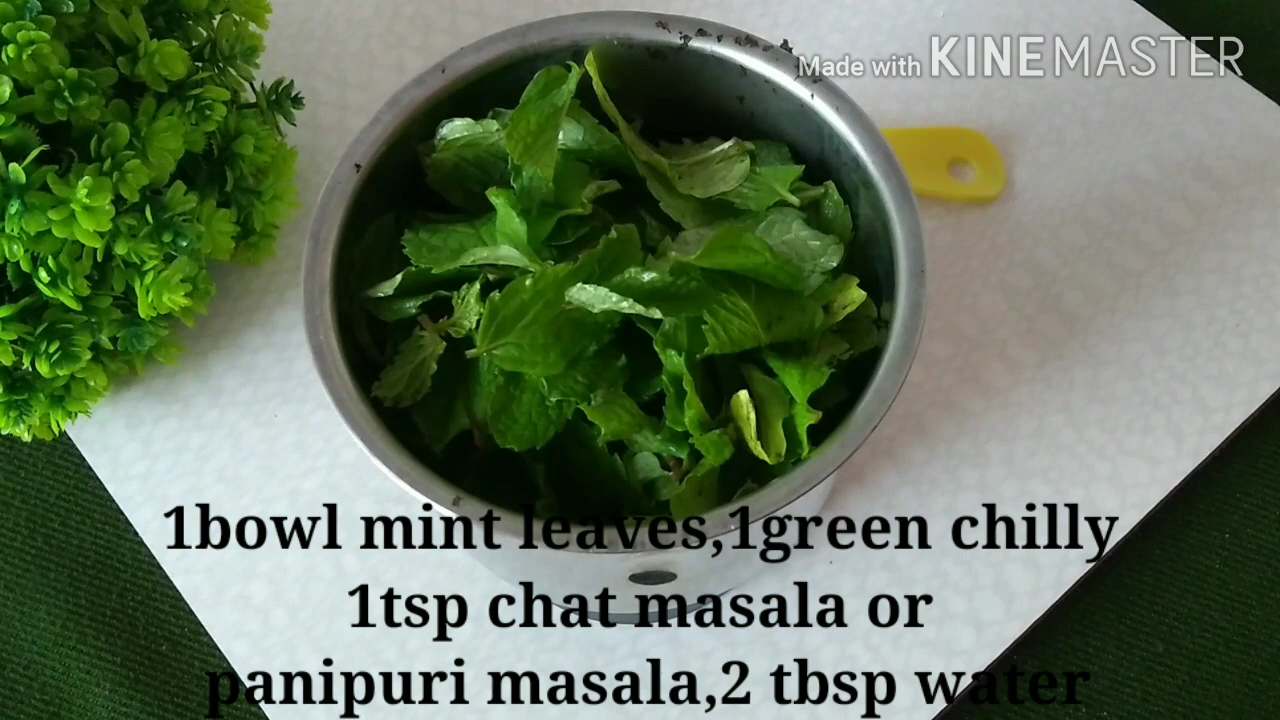 Made with KINEMASTER
1bowl mint leaves,1green chilly
1tsp chat masala or
panipuri masala,2 tbsp water